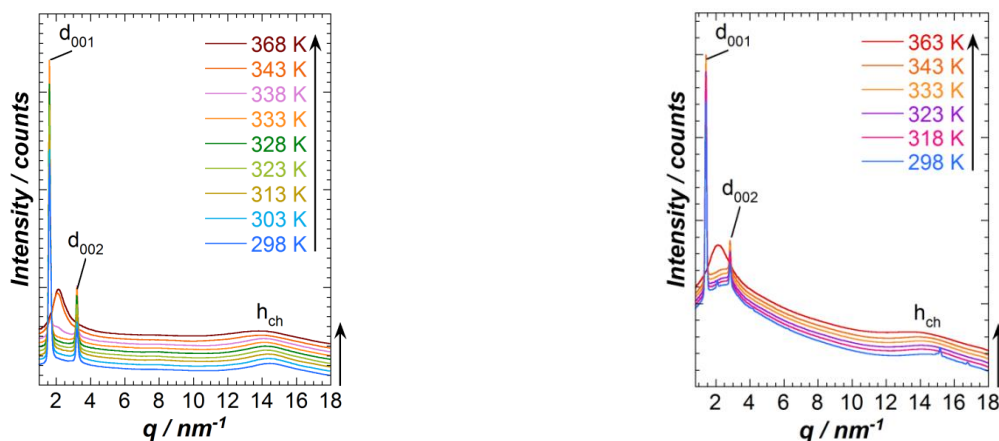 d001
d002
hch
368 K
343 K
338 K
333 K
328 K
323 K
313 K
303 K
298 K
Intensity / counts
2 4 6 8 10 12 14 16 18
q / nm-1
d001
d002
hch
363 K
343 K
333 K
323 K
318 K
298 K
Intensity / counts
2 4 6 8 10 12 14 16 18
q / nm-1